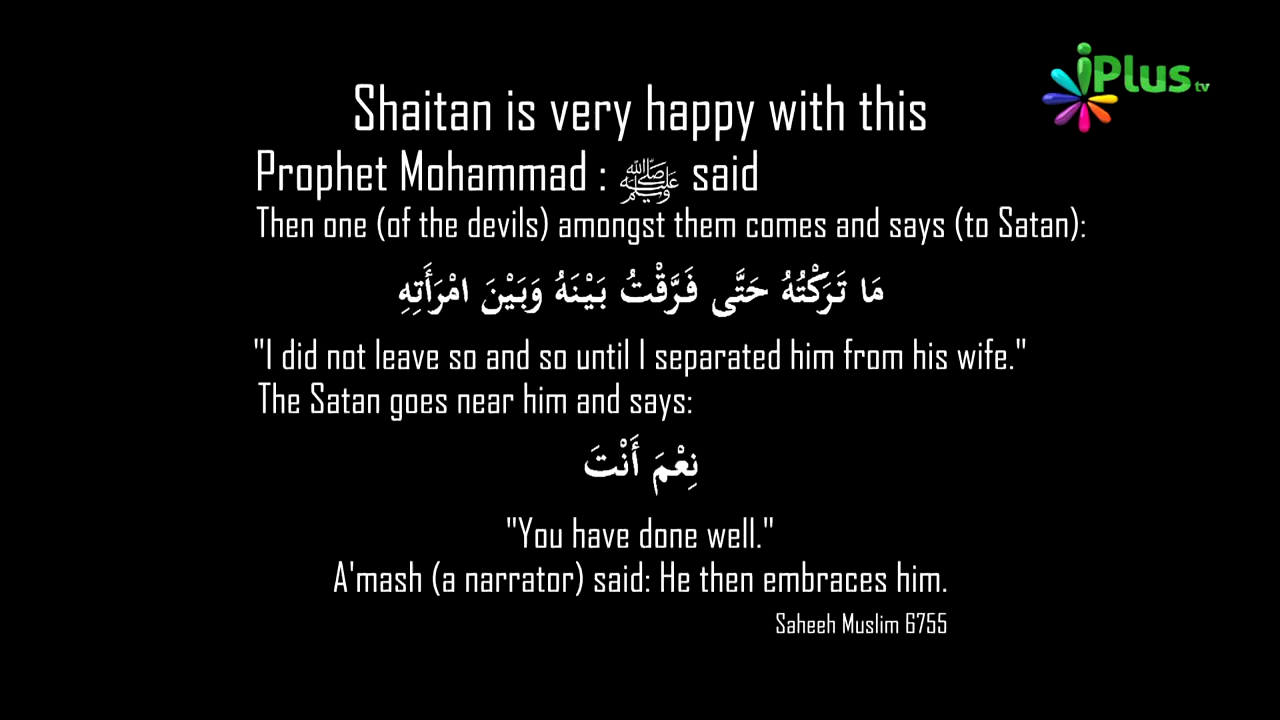 iPlus tv
Shaitan is very happy with this
Prophet Mohammad : ﷺ said
Then one (of the devils) amongst them comes and says (to Satan):
مَا تَرَكْتُهُ حَتَّى فَرَّقْتُ بَيْنَهُ وَبَيْنَ امْرَأَتِهِ
"I did not leave so and so until I separated him from his wife."
The Satan goes near him and says:
نِعْمَ أَنْتَ
"You have done well."
A'mash (a narrator) said: He then embraces him.
Saheeh Muslim 6755